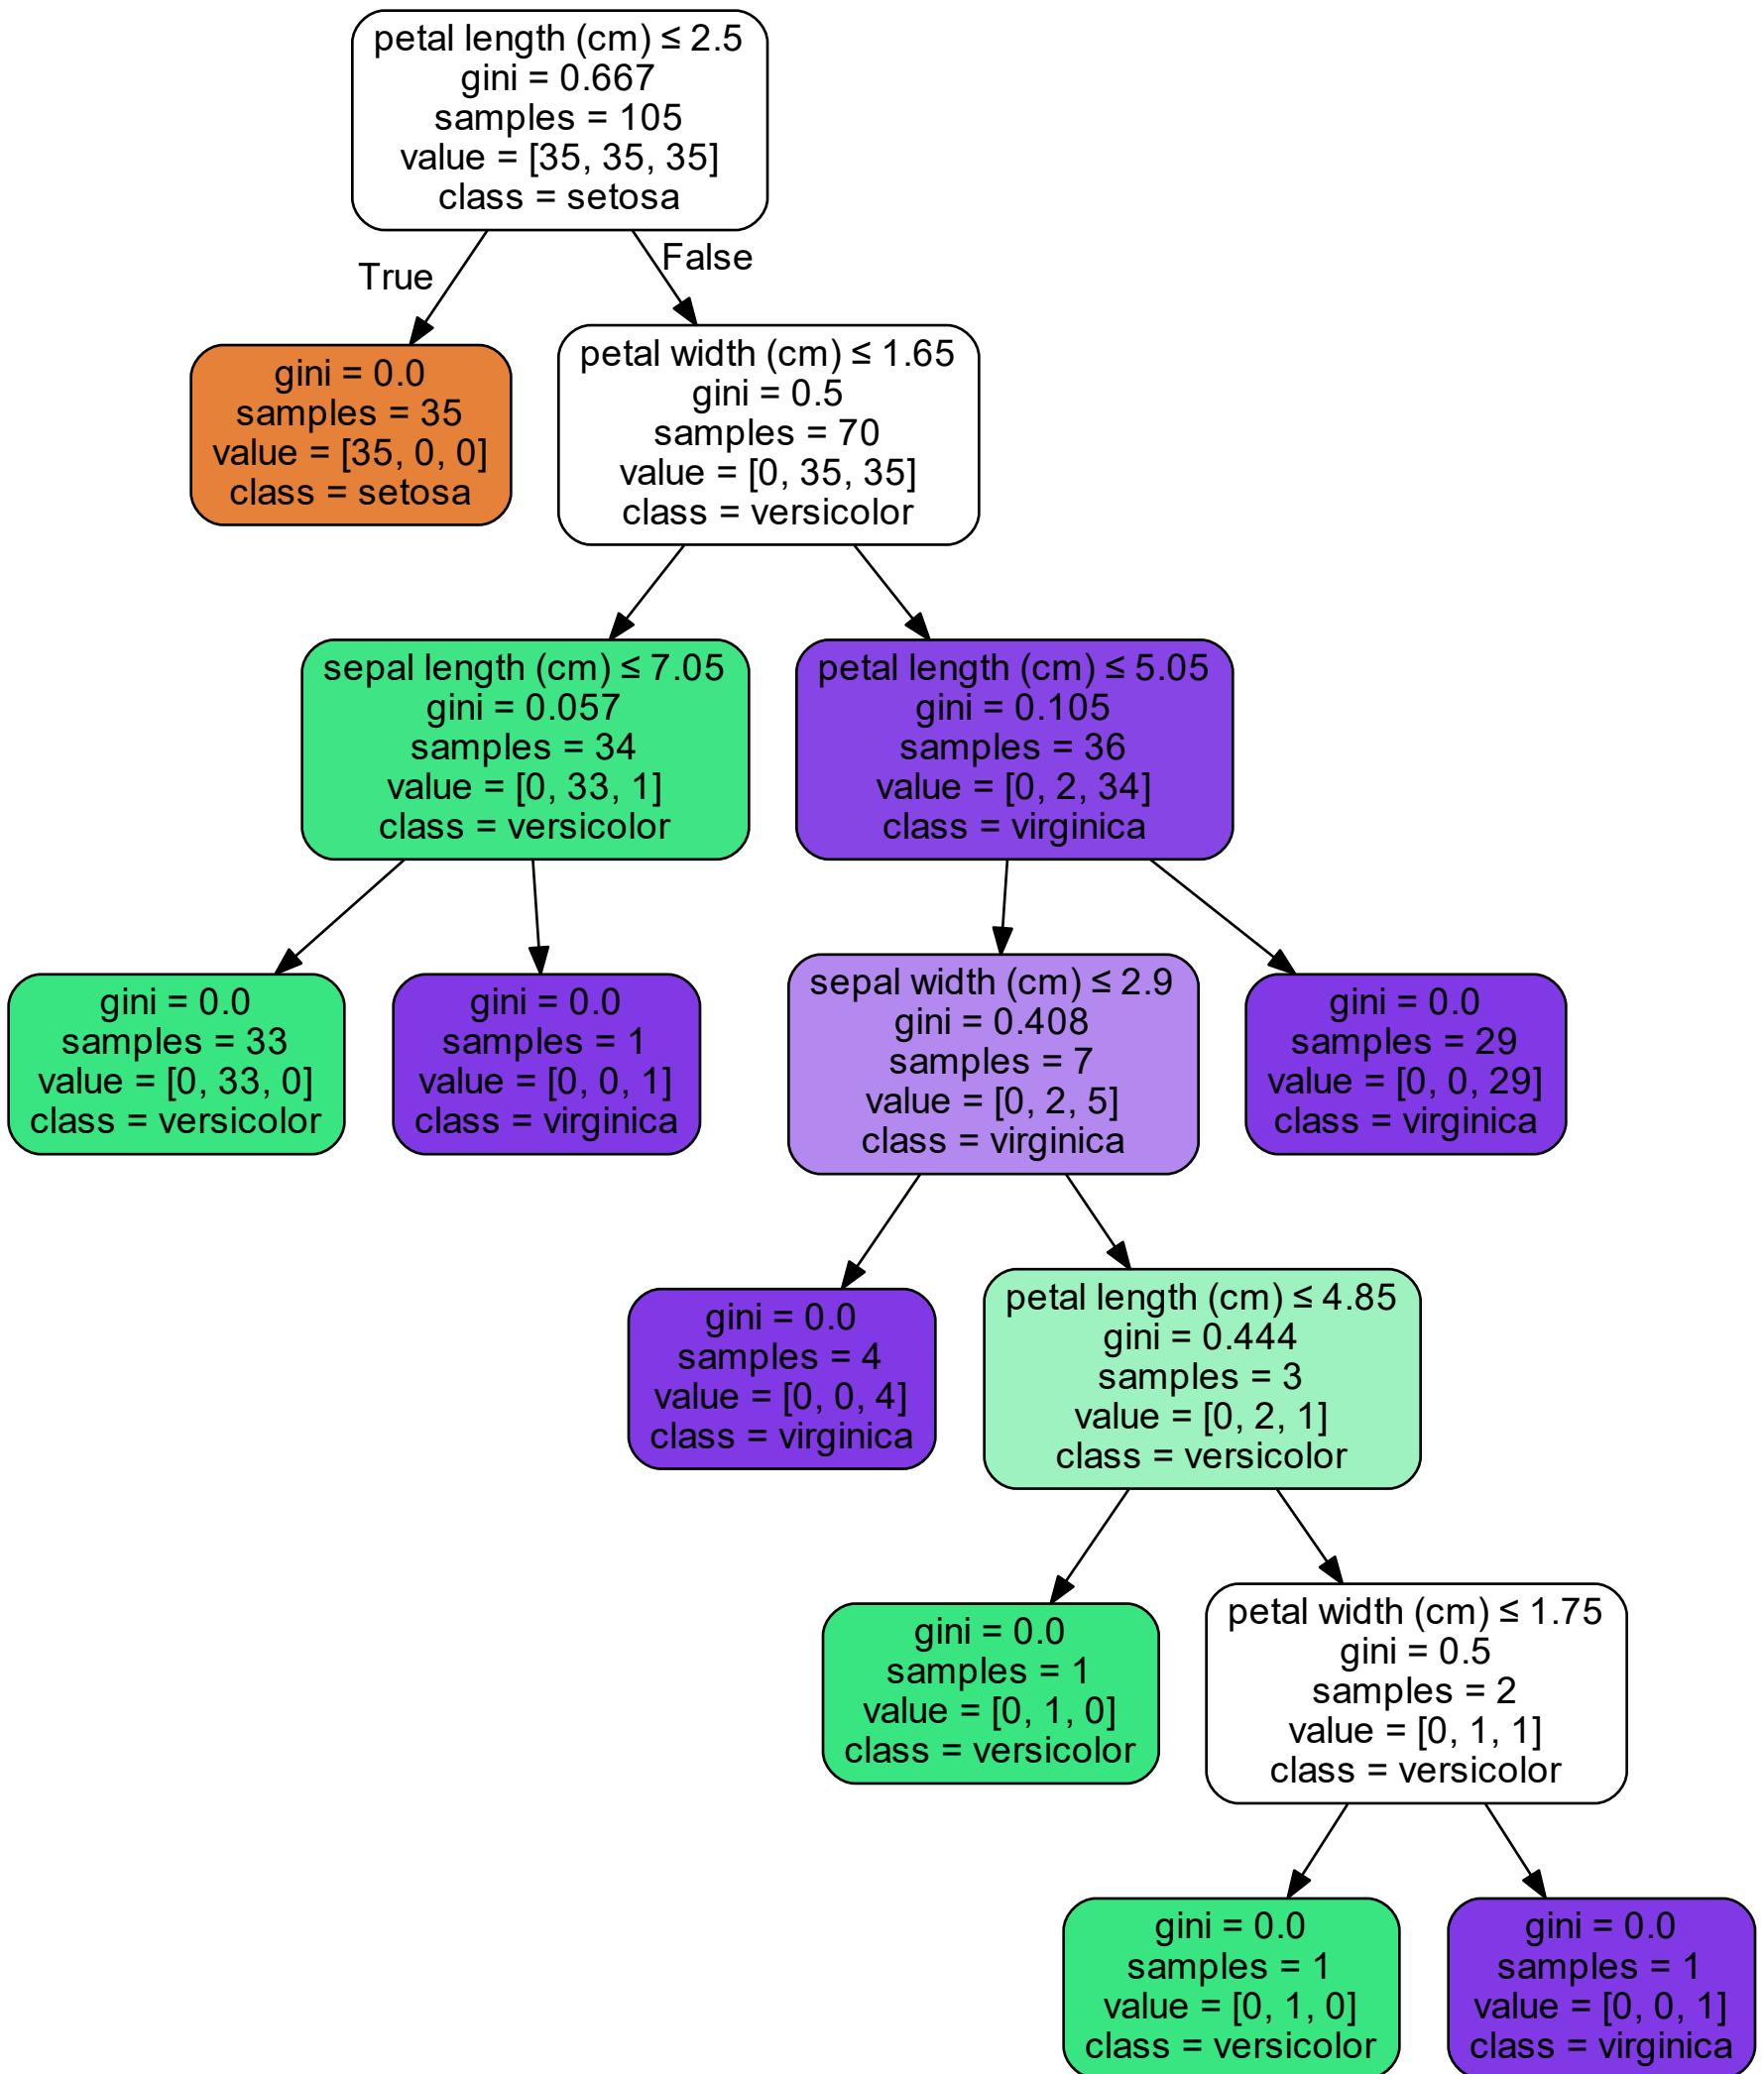 petal length (cm) ≤ 2.5
gini = 0.667
samples = 105
value = [35, 35, 35]
class = setosa
True
False
gini = 0.0
samples = 35
value = [35, 0, 0]
class = setosa
petal width (cm) ≤ 1.65
gini = 0.5
samples = 70
value = [0, 35, 35]
class = versicolor
sepal length (cm) ≤ 7.05
gini = 0.057
samples = 34
value = [0, 33, 1]
class = versicolor
petal length (cm) ≤ 5.05
gini = 0.105
samples = 36
value = [0, 2, 34]
class = virginica
gini = 0.0
samples = 33
value = [0, 33, 0]
class = versicolor
gini = 0.0
samples = 1
value = [0, 0, 1]
class = virginica
sepal width (cm) ≤ 2.9
gini = 0.408
samples = 7
value = [0, 2, 5]
class = virginica
gini = 0.0
samples = 29
value = [0, 0, 29]
class = virginica
gini = 0.0
samples = 4
value = [0, 0, 4]
class = virginica
petal length (cm) ≤ 4.85
gini = 0.444
samples = 3
value = [0, 2, 1]
class = versicolor
gini = 0.0
samples = 1
value = [0, 1, 0]
class = versicolor
petal width (cm) ≤ 1.75
gini = 0.5
samples = 2
value = [0, 1, 1]
class = versicolor
gini = 0.0
samples = 1
value = [0, 1, 0]
class = versicolor
gini = 0.0
samples = 1
value = [0, 0, 1]
class = virginica